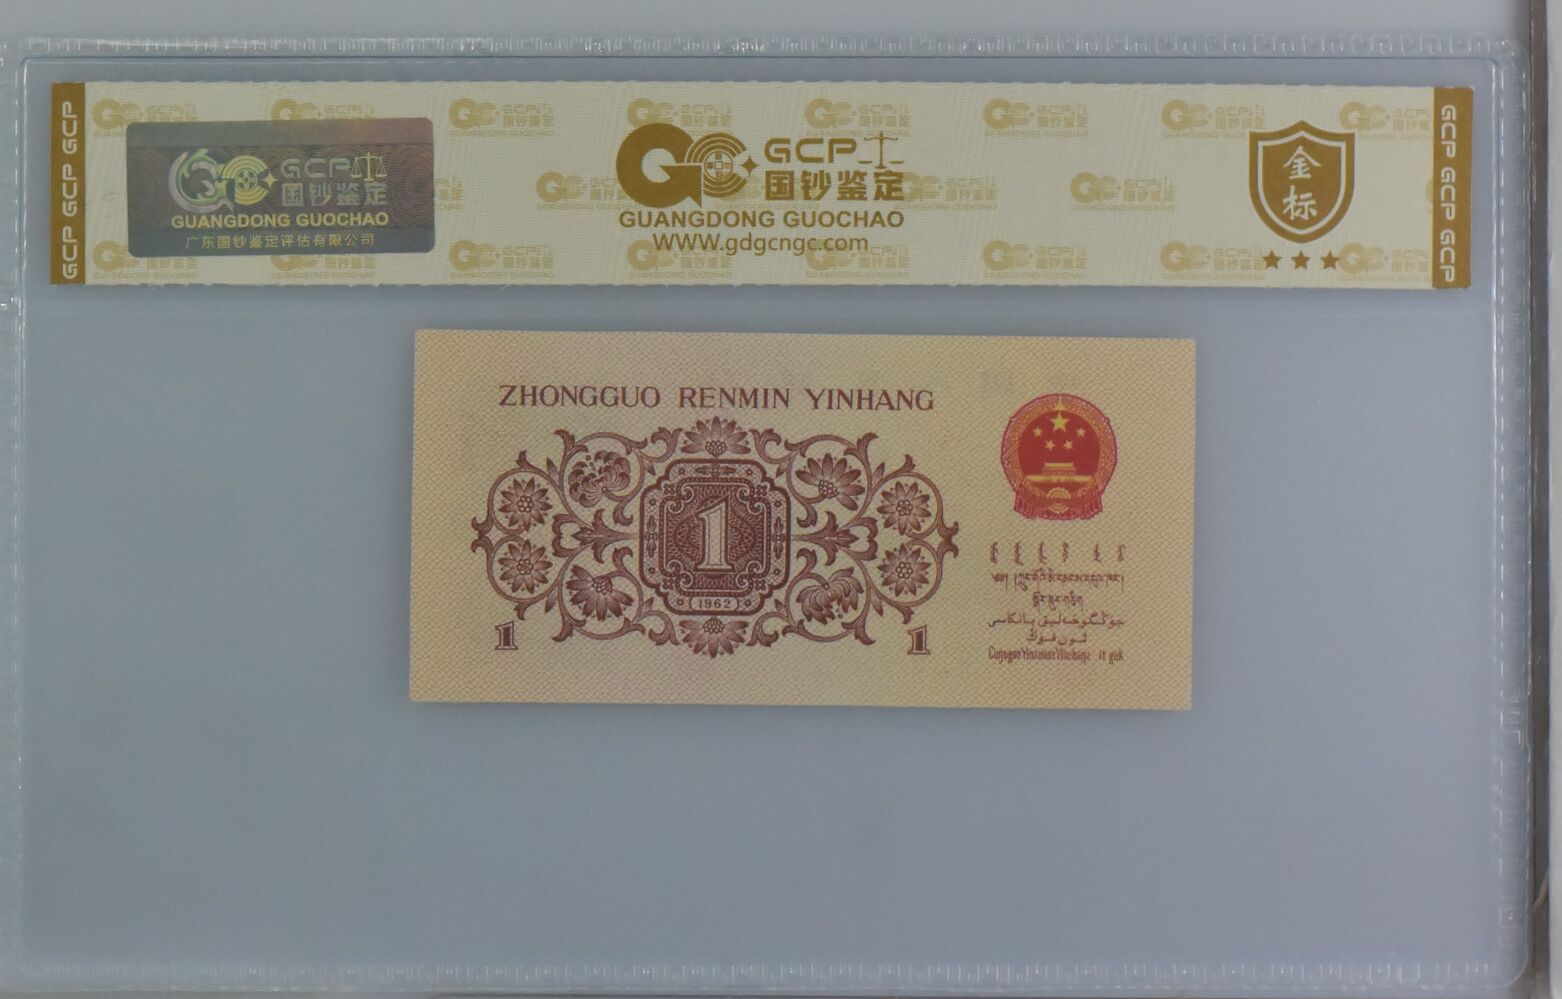 GCP GCP GCP
GCP
国钞鉴定
GUANGDONG GUOCHAO
广东国钞鉴定评估有限公司
GCP
国钞鉴定
GUANGDONG GUOCHAO
WWW.gdgcngc.com
金标
GCP GCP GCP
ZHONGGUO RENMIN YINHANG
1
(1962)
1
1